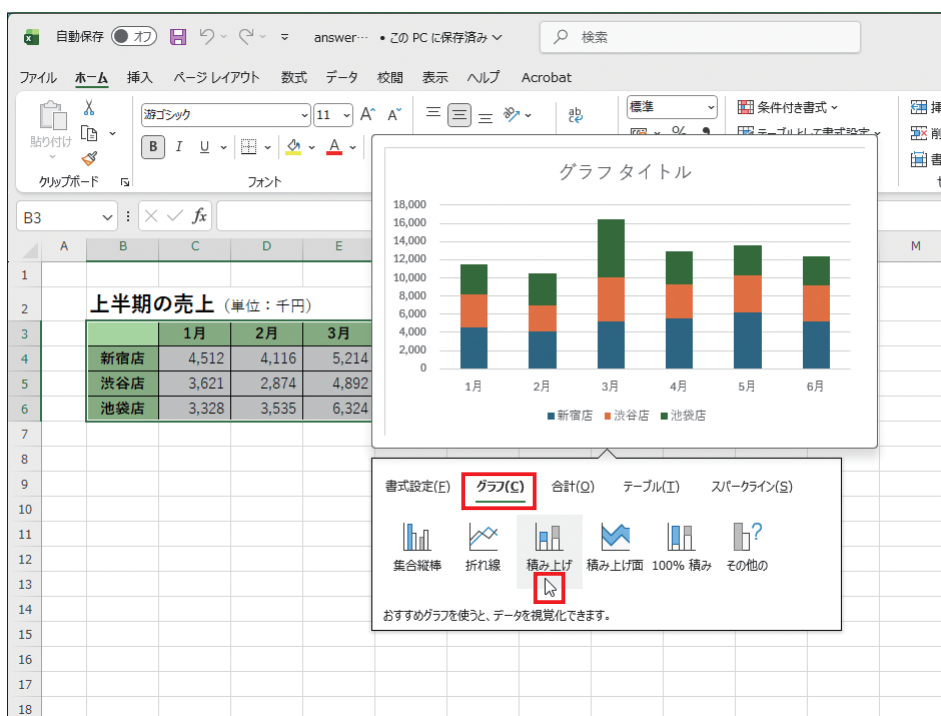 自動保存 オフ answer… • この PC に保存済み 検索
ファイル ホーム 挿入 ページ レイアウト 数式 データ 校閲 表示 ヘルプ Acrobat
貼り付け
游ゴシック 11 A A ab 標準 条件付き書式
B I U A % テーブルとして書式設定
クリップボード フォント
B3 fx
A B C D E M
1
2 上半期の売上（単位：千円）
3 1月 2月 3月
4 新宿店 4,512 4,116 5,214
5 渋谷店 3,621 2,874 4,892
6 池袋店 3,328 3,535 6,324
7
8
9
10
11
12
13
14
15
16
17
18
グラフ タイトル
18,000
16,000
14,000
12,000
10,000
8,000
6,000
4,000
2,000
0
1月 2月 3月 4月 5月 6月
■新宿店 ■渋谷店 ■池袋店
書式設定(F) グラフ(C) 合計(O) テーブル(T) スパークライン(S)
集合縦棒 折れ線 積み上げ 積み上げ面 100% 積み その他の
おすすめグラフを使うと、データを視覚化できます。